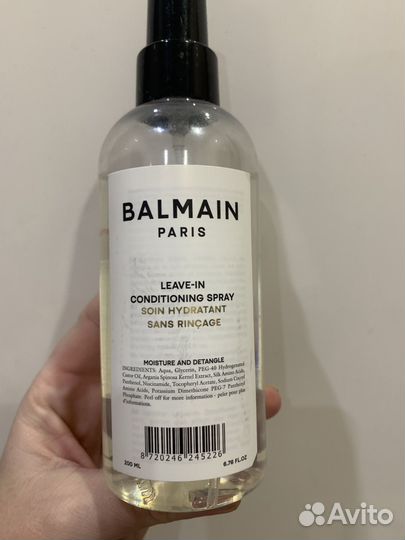 BALMAIN
PARIS
LEAVE-IN
CONDITIONING SPRAY
SOIN HYDRATANT
SANS RINÇAGE
MOISTURE AND DETANGLE
INGREDIENTS: Aqua, Glycerin, PEG-40 Hydrogenated
Castor Oil, Argania Spinosa Kernel Extract, Silk Amino Acids,
Panthenol, Niacinamide, Tocopheryl Acetate, Sodium
Amino Acids, Potassium Dimethicone PEG-7 Panthenyl
Phosphate. Peel off for more information - peler pour plus
d'informations.
8 720246 245226
200 ML 6.76 FL.OZ
Avito